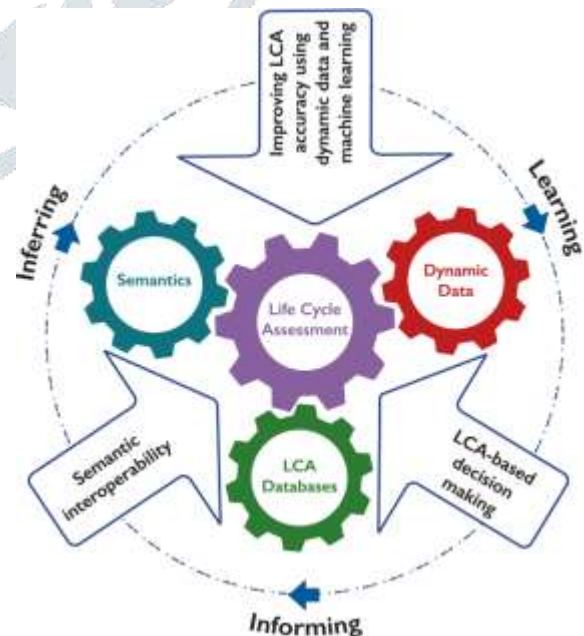 Improving LCA
accuracy using
dynamic data and
machine learning
Inferring
Learning
Semantics
Dynamic
Data
Life Cycle
Assessment
Semantic
interoperability
LCA
Databases
LCA-based
decision
making
Informing